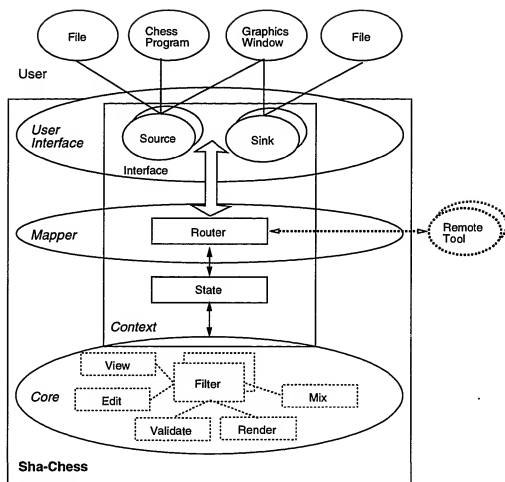 File
Chess
Program
Graphics
Window
File
User
User
Interface
Source
Sink
Interface
Mapper
Router
Remote
Tool
State
Context
View
Filter
Core
Edit
Mix
Validate
Render
Sha-Chess